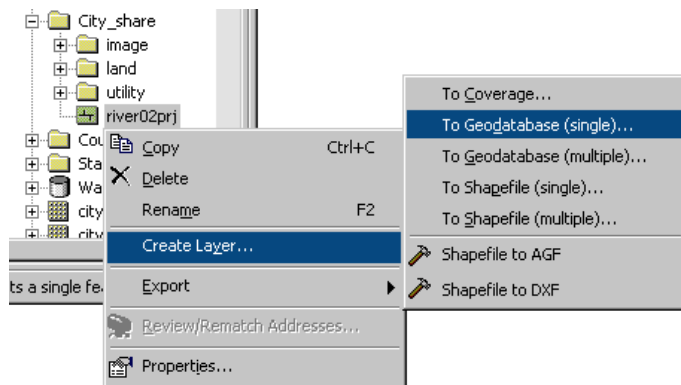 City_share
image
land
utility
river02prj
Cou
Sta
Wa
city
city
ts a single fe
Copy Ctrl+C
Delete
Rename F2
Create Layer...
Export
Review/Rematch Addresses...
Properties...
To Coverage...
To Geodatabase (single)...
To Geodatabase (multiple)...
To Shapefile (single)...
To Shapefile (multiple)...
Shapefile to AGF
Shapefile to DXF